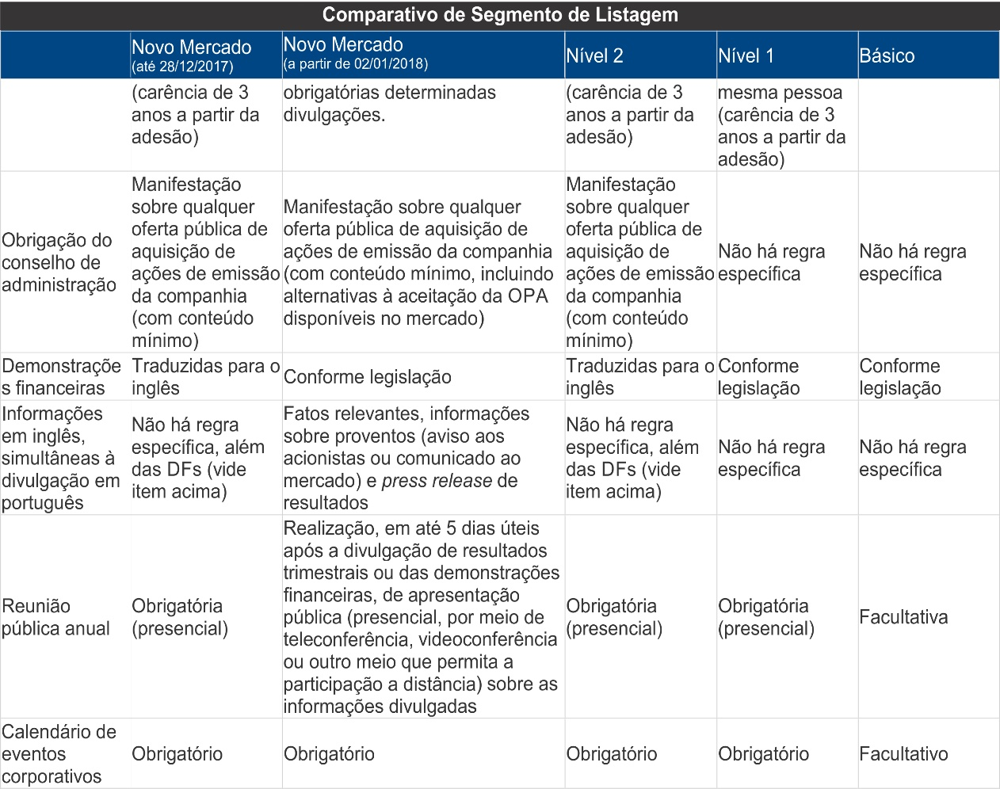 Comparativo de Segmento de Listagem
Novo Mercado
(até 28/12/2017)
Novo Mercado
(a partir de 02/01/2018)
Nível 2
Nível 1
Básico
(carência de 3
anos a partir da
adesão)
obrigatórias determinadas
divulgações.
(carência de 3
anos a partir da
adesão)
mesma pessoa
(carência de 3
anos a partir da
adesão)
Obrigação do
conselho de
administração
Manifestação
sobre qualquer
oferta pública de
aquisição de
ações de emissão
da companhia
(com conteúdo
mínimo)
Manifestação sobre qualquer
oferta pública de aquisição de
ações de emissão da companhia
(com conteúdo mínimo, incluindo
alternativas à aceitação da OPA
disponíveis no mercado)
Manifestação
sobre qualquer
oferta pública de
aquisição de
ações de emissão
da companhia
(com conteúdo
mínimo)
Não há regra
específica
Não há regra
específica
Demonstraçõe
s financeiras
Traduzidas para o
inglês
Conforme legislação
Traduzidas para o
inglês
Conforme
legislação
Conforme
legislação
Informações
em inglês,
simultâneas à
divulgação em
português
Não há regra
específica, além
das DFs (vide
item acima)
Fatos relevantes, informações
sobre proventos (aviso aos
acionistas ou comunicado ao
mercado) e press release de
resultados
Não há regra
específica, além
das DFs (vide
item acima)
Não há regra
específica
Não há regra
específica
Reunião
pública anual
Obrigatória
(presencial)
Realização, em até 5 dias úteis
após a divulgação de resultados
trimestrais ou das demonstrações
financeiras, de apresentação
pública (presencial, por meio de
teleconferência, videoconferência
ou outro meio que permita a
participação a distância) sobre as
informações divulgadas
Obrigatória
(presencial)
Obrigatória
(presencial)
Facultativa
Calendário de
eventos
corporativos
Obrigatório
Obrigatório
Obrigatório
Obrigatório
Facultativo